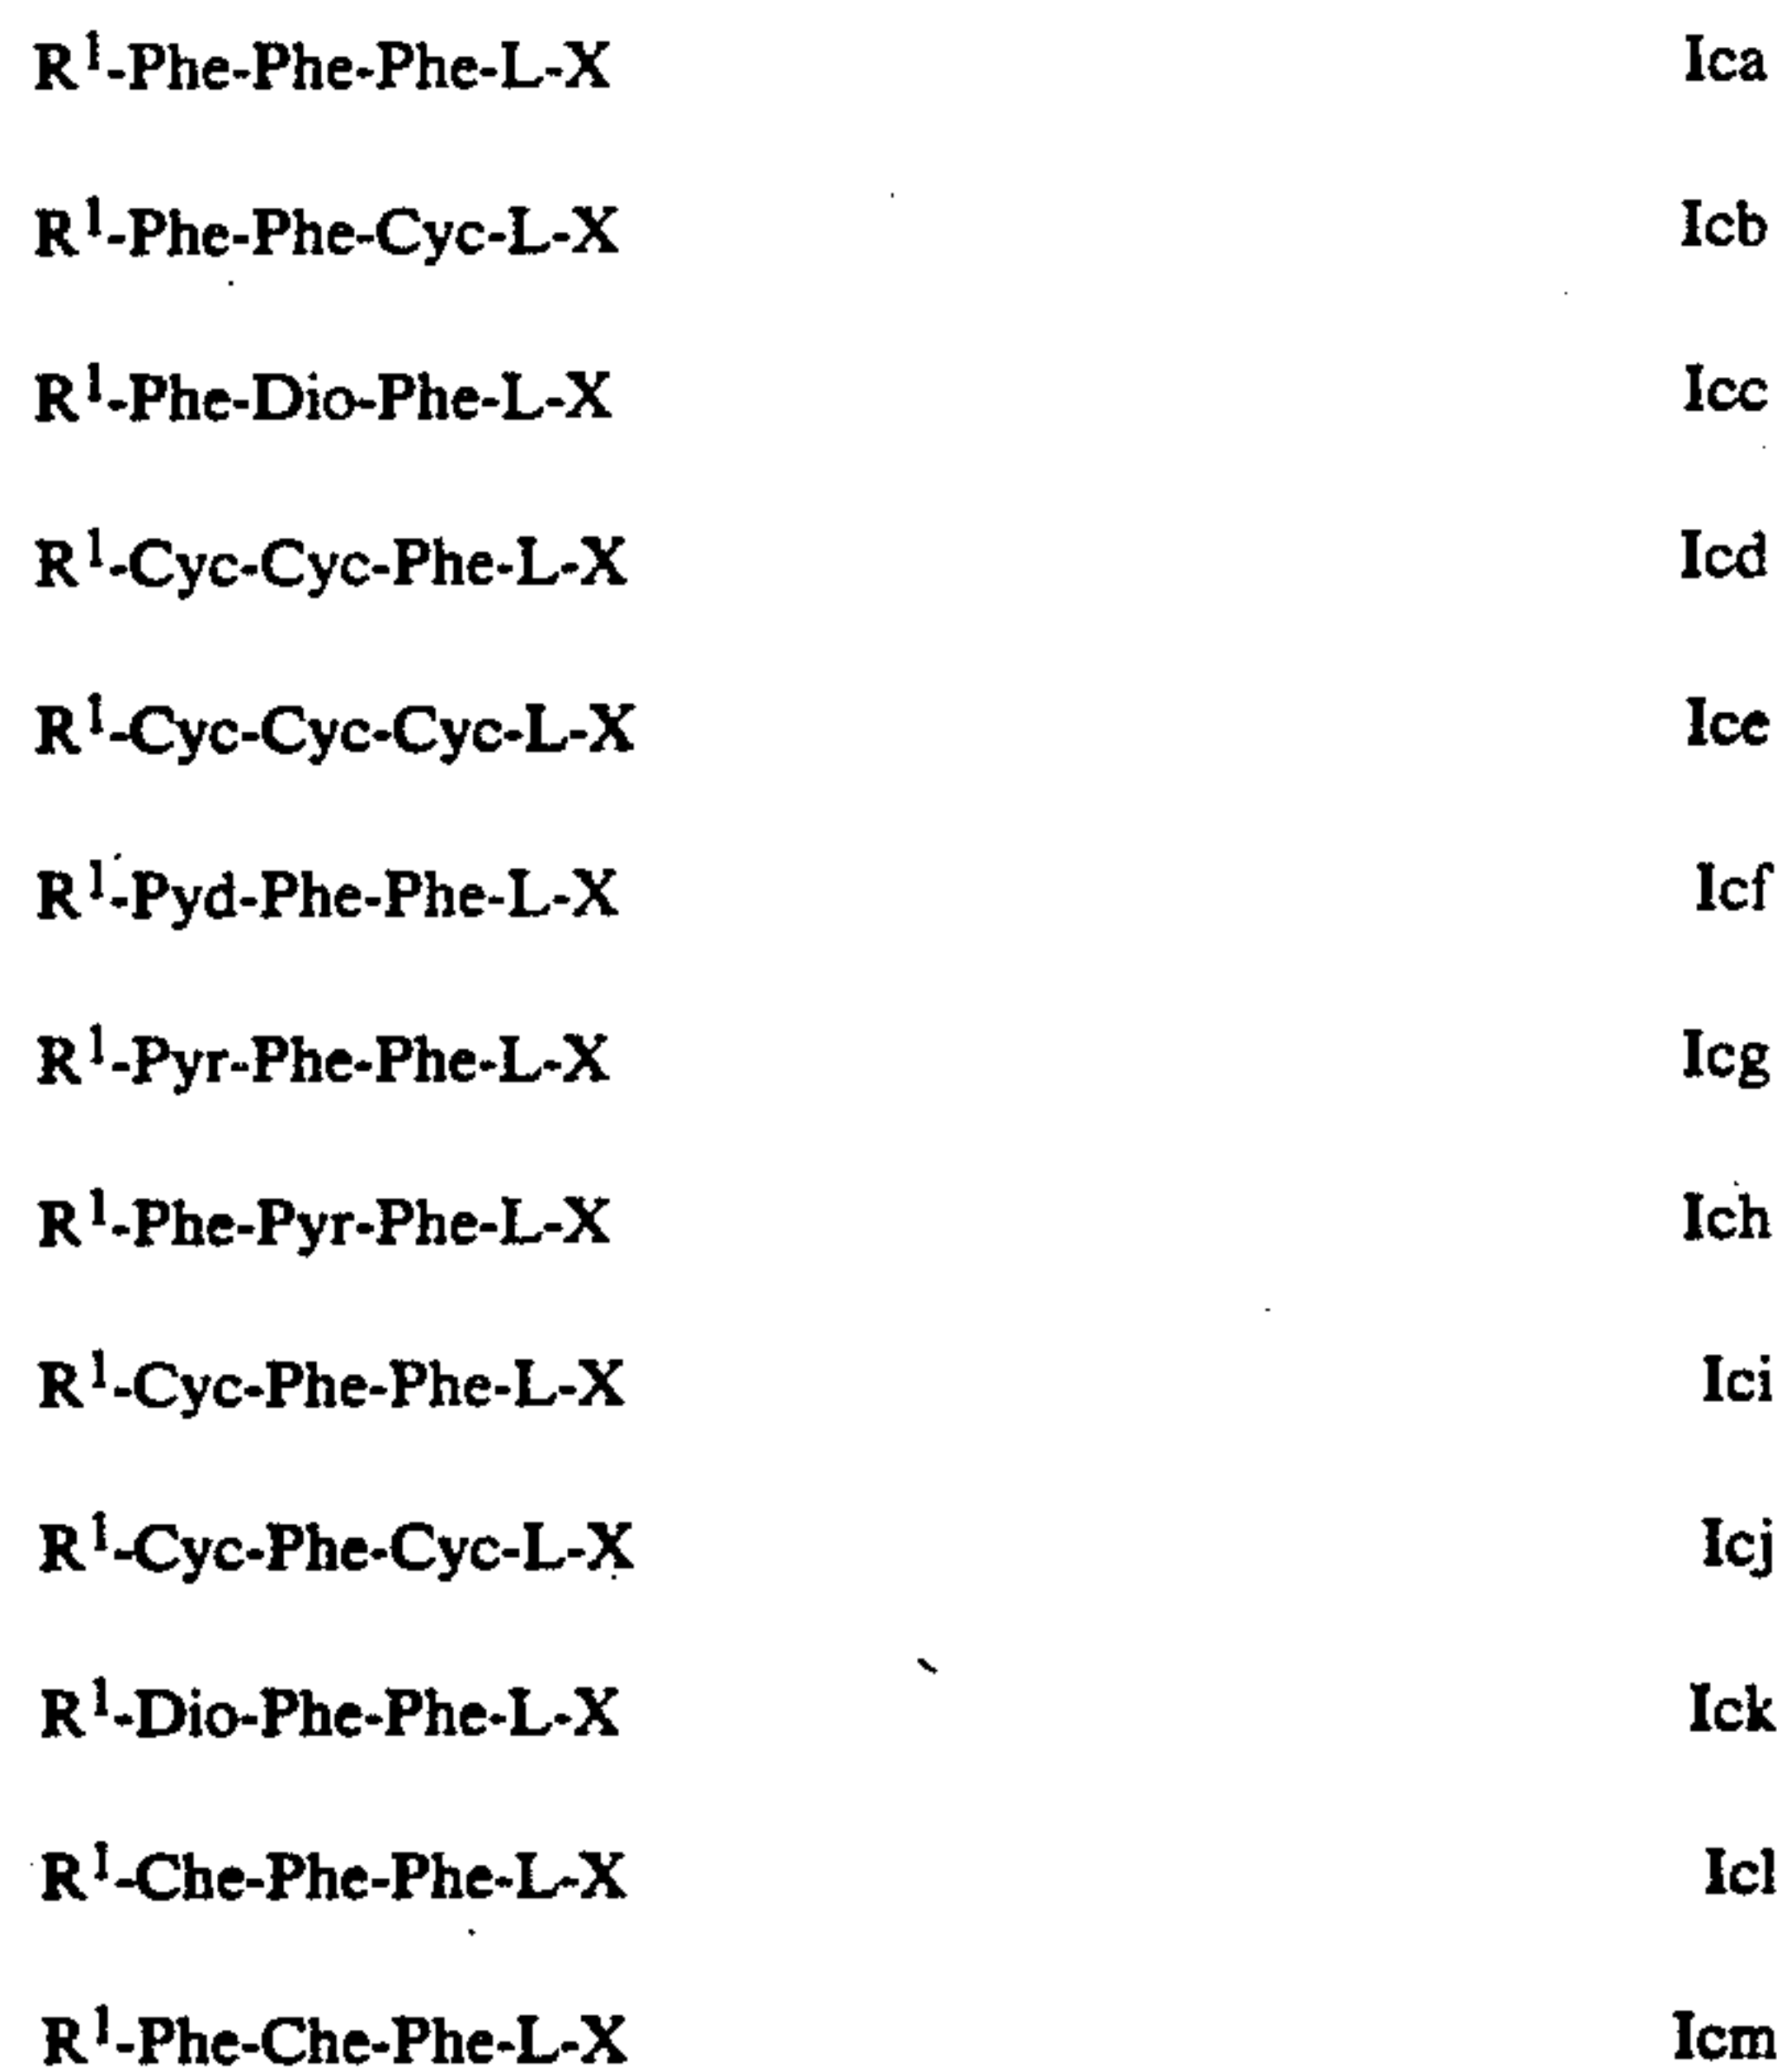 R¹-Phe-Phe-Phe-L-X Ica
R¹-Phe-Phe-Cyc-L-X Icb
R¹-Phe-Dio-Phe-L-X Icc
R¹-Cyc-Cyc-Phe-L-X Icd
R¹-Cyc-Cyc-Cyc-L-X Ice
R¹-Pyd-Phe-Phe-L-X Icf
R¹-Pyr-Phe-Phe-L-X Icg
R¹-Phe-Pyr-Phe-L-X Ich
R¹-Cyc-Phe-Phe-L-X Ici
R¹-Cyc-Phe-Cyc-L-X Icj
R¹-Dio-Phe-Phe-L-X Ick
R¹-Che-Phe-Phe-L-X Icl
R¹-Phe-Che-Phe-L-X Icm